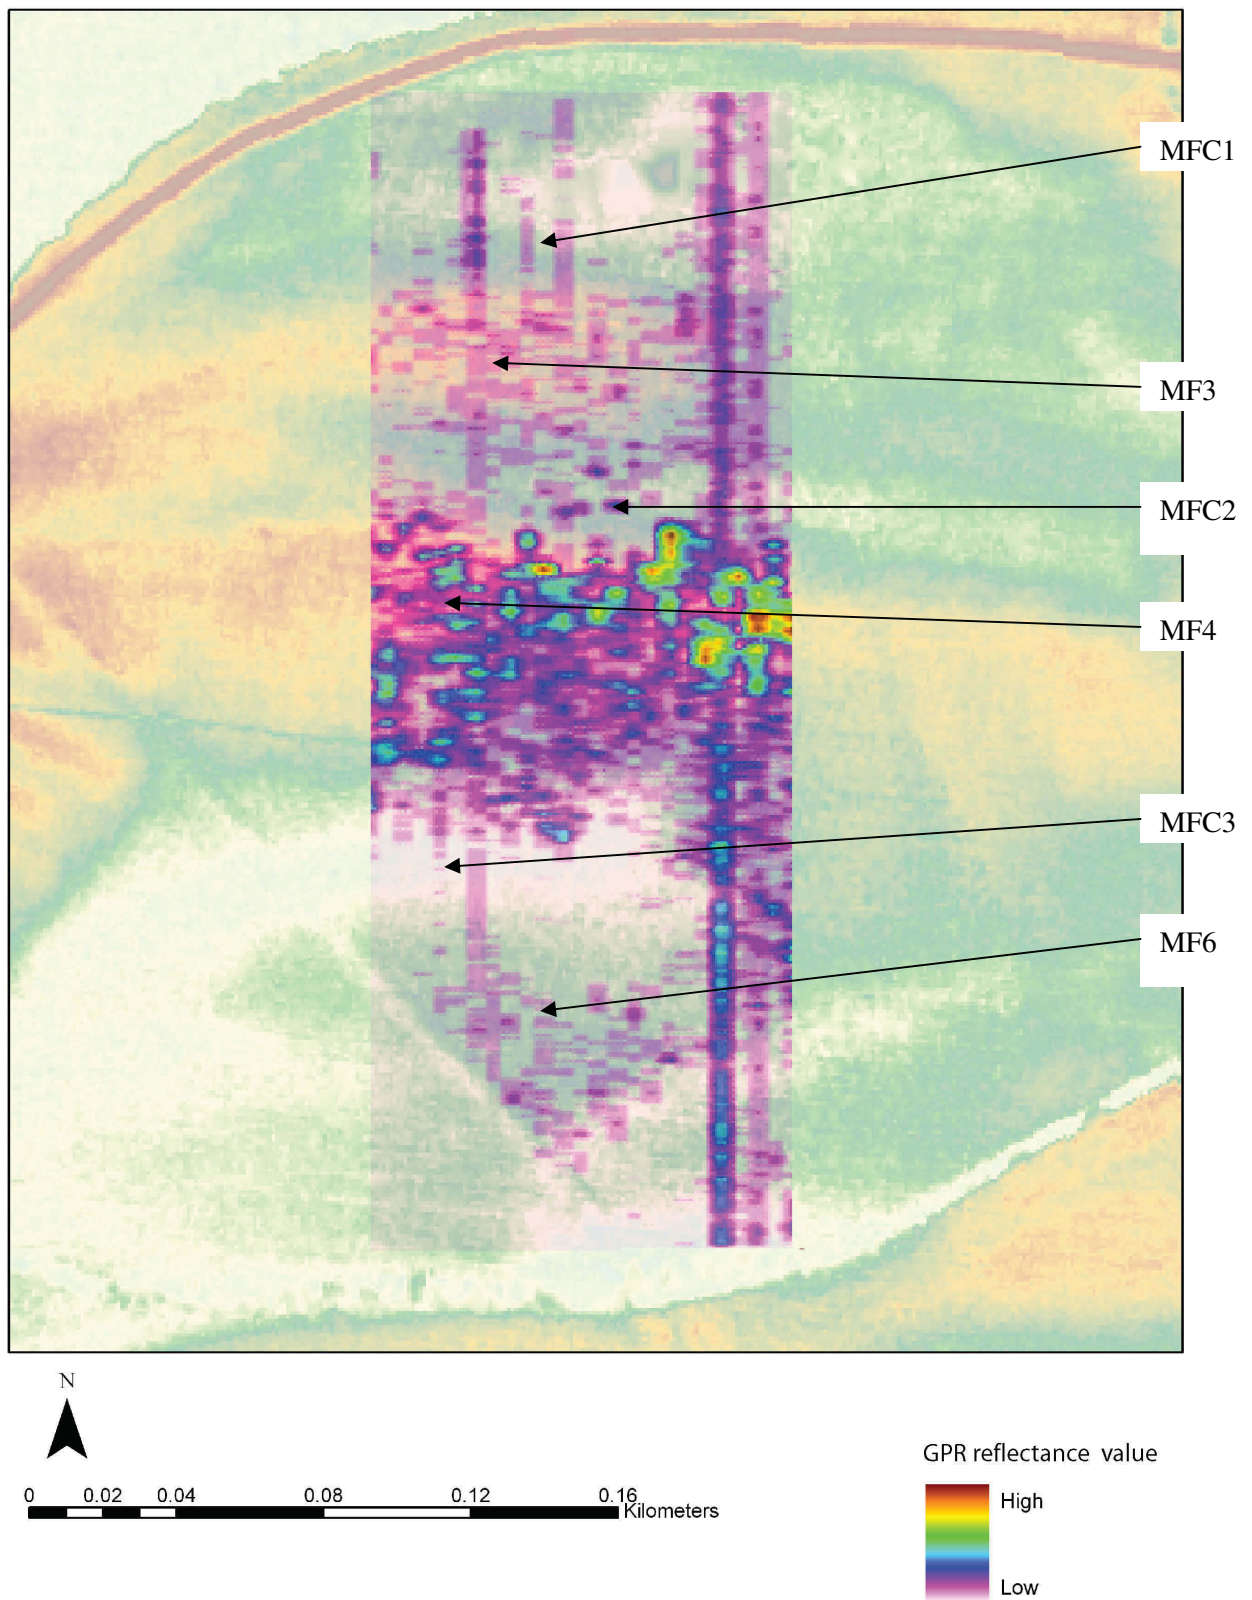 MFC1
MF3
MFC2
MF4
MFC3
MF6
N
0 0.02 0.04 0.08 0.12 0.16
Kilometers
GPR reflectance value
High
Low